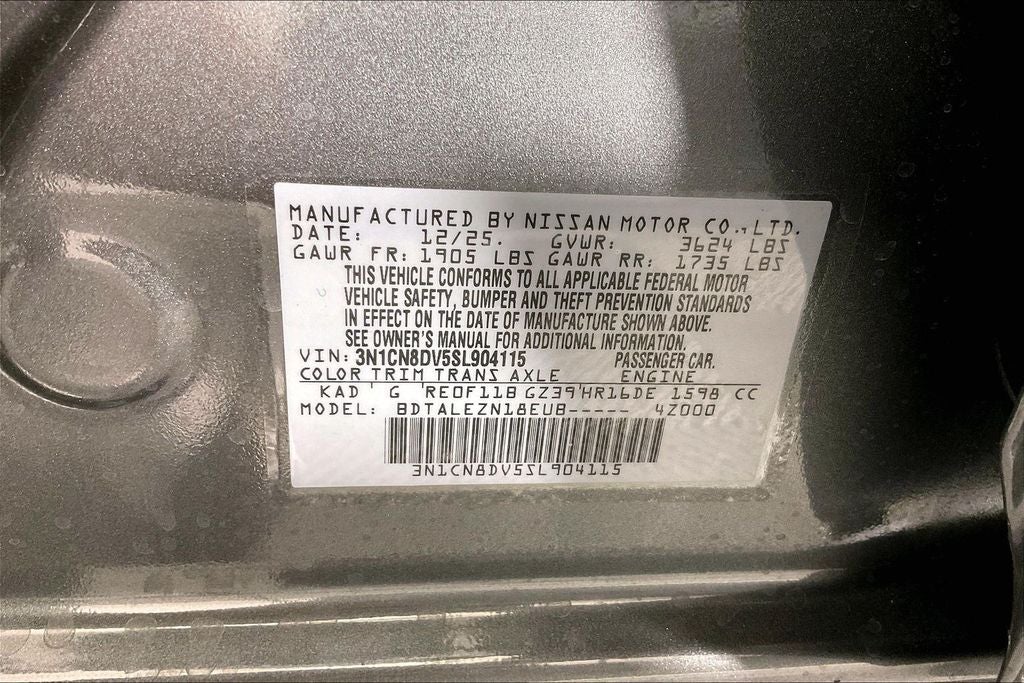 MANUFACTURED BY NISSAN MOTOR CO.,LTD.
DATE: 12/25. GVWR: 3624 LBS
GAWR FR: 1905 LBS GAWR RR: 1735 LBS
THIS VEHICLE CONFORMS TO ALL APPLICABLE FEDERAL MOTOR
VEHICLE SAFETY, BUMPER AND THEFT PREVENTION STANDARDS
IN EFFECT ON THE DATE OF MANUFACTURE SHOWN ABOVE.
SEE OWNER'S MANUAL FOR ADDITIONAL INFORMATION.
VIN: 3N1CN8DV5SL904115 PASSENGER CAR.
COLOR TRIM TRANS AXLE ENGINE
KAD ' G 'RE0F11B GZ39'HR16DE 1598 CC
MODEL: BDTALEZN18EUB----- 4Z000
3N1CN8DV5SL904115